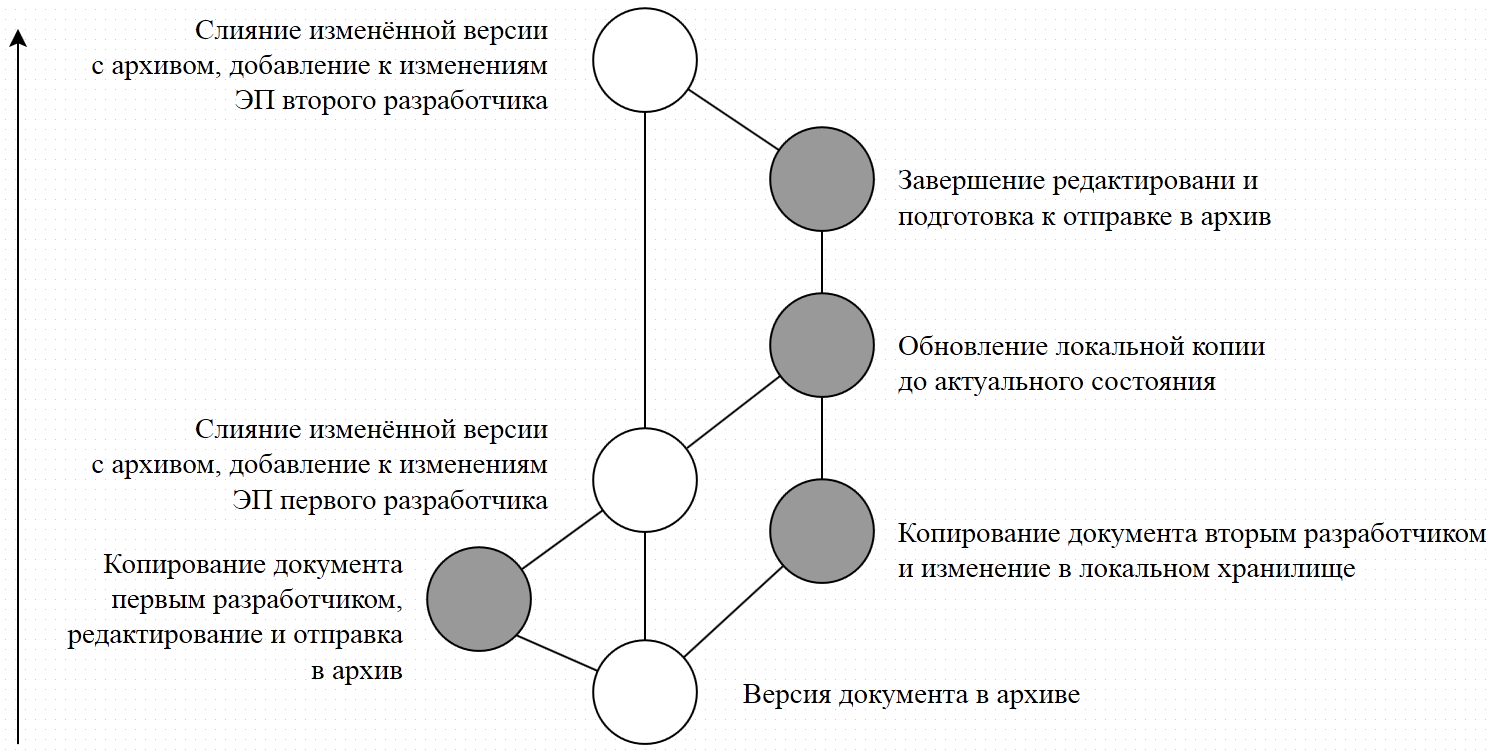 Слияние изменённой версии
с архивом, добавление к изменениям
ЭП второго разработчика
Завершение редактировани и
подготовка к отправке в архив
Обновление локальной копии
до актуального состояния
Слияние изменённой версии
с архивом, добавление к изменениям
ЭП первого разработчика
Копирование документа вторым разработчиком
и изменение в локальном хранилище
Копирование документа
первым разработчиком,
редактирование и отправка
в архив
Версия документа в архиве